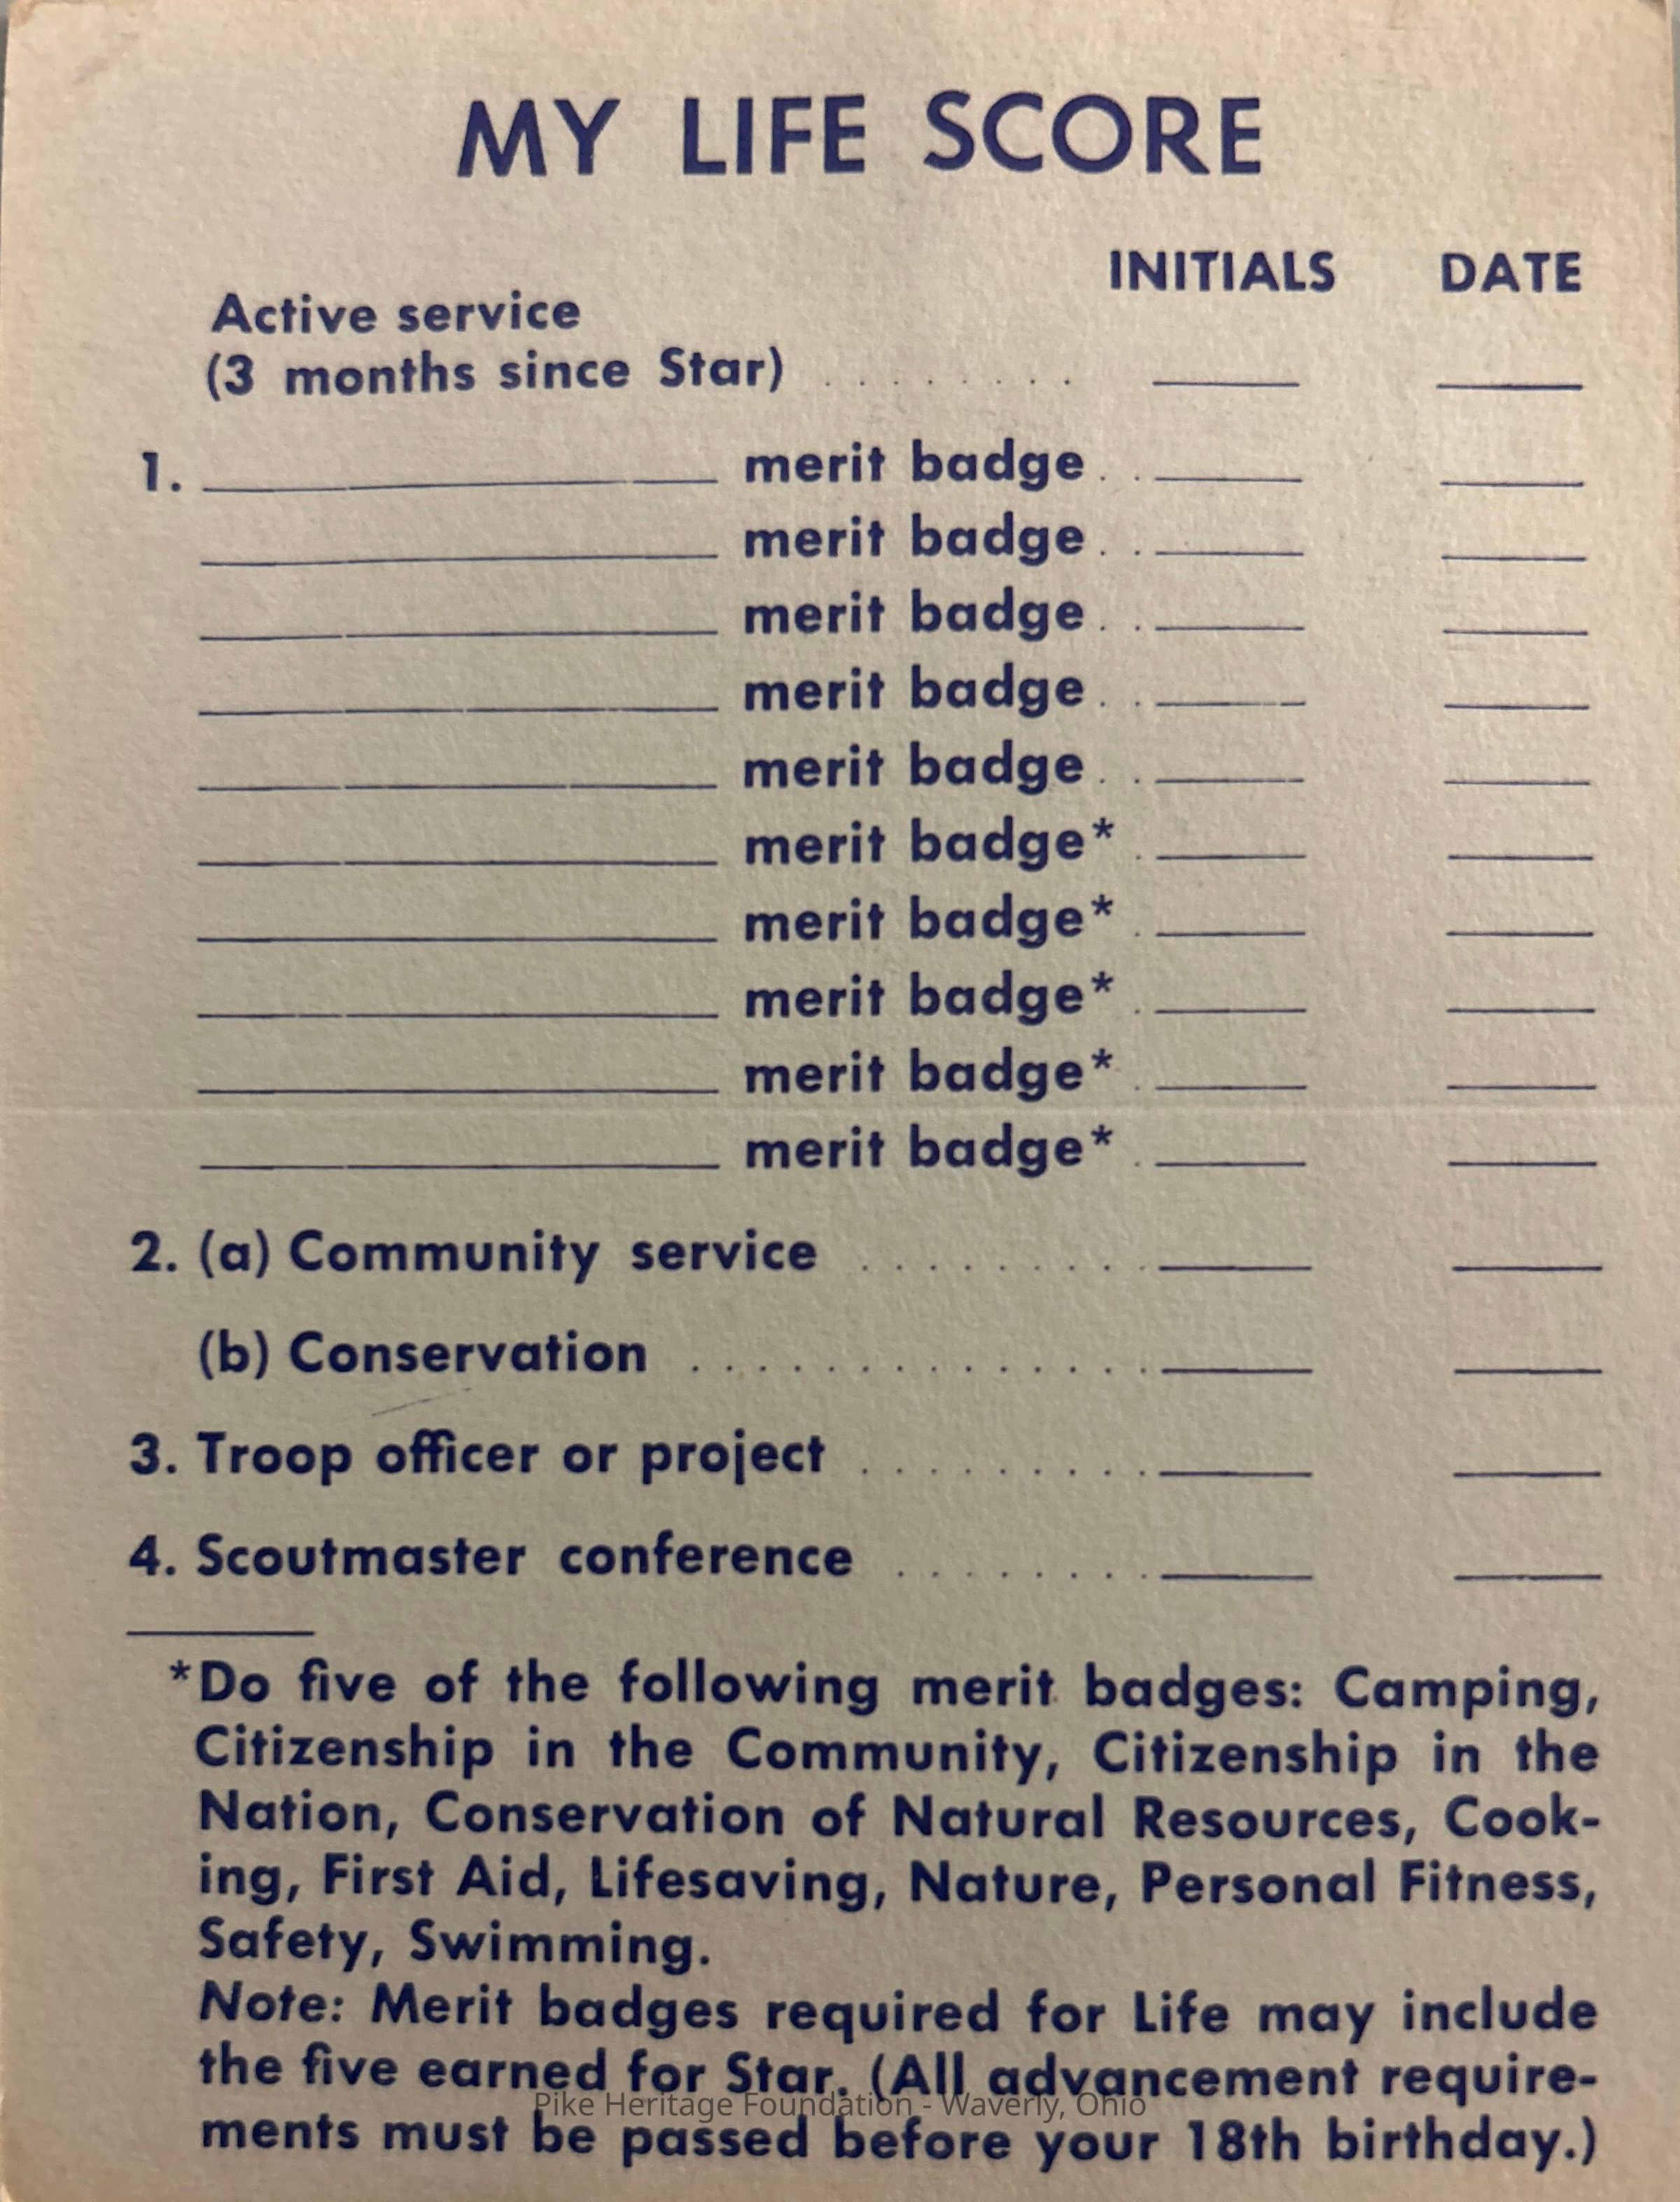 MY LIFE SCORE
INITIALS DATE
Active service
(3 months since Star) . . . . . . . .
1. merit badge . .
merit badge . .
merit badge . .
merit badge . .
merit badge . .
merit badge* .
merit badge* .
merit badge* .
merit badge* .
merit badge* .
2. (a) Community service . . . . . . . . . . .
(b) Conservation . . . . . . . . . . . . . .
3. Troop officer or project . . . . . . . . . . .
4. Scoutmaster conference . . . . . . . . .
*Do five of the following merit badges: Camping,
Citizenship in the Community, Citizenship in the
Nation, Conservation of Natural Resources, Cook-
ing, First Aid, Lifesaving, Nature, Personal Fitness,
Safety, Swimming.
Note: Merit badges required for Life may include
the five earned for Star. (All advancement require-
Pike Heritage Foundation - Waverly, Ohio
ments must be passed before your 18th birthday.)